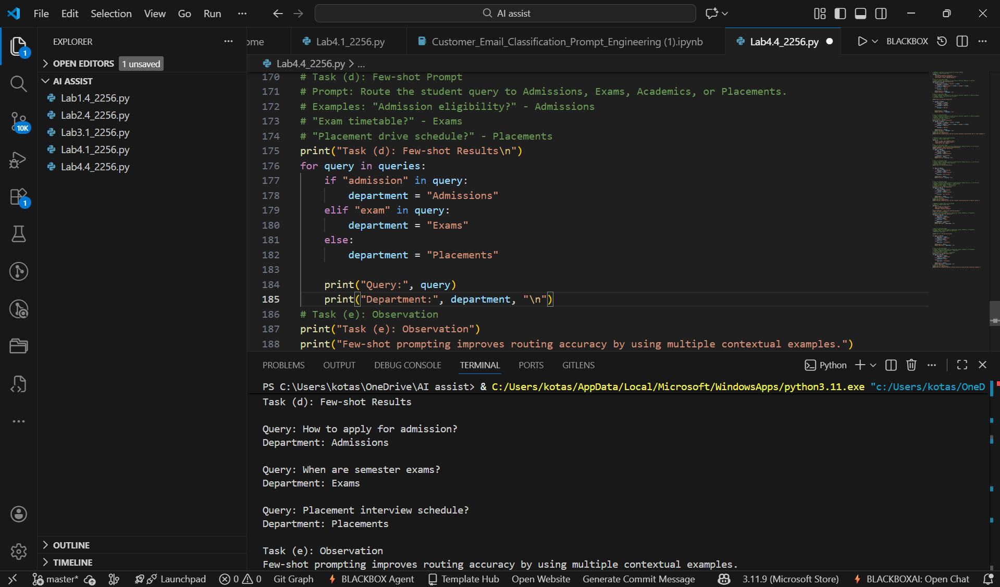 File Edit Selection View Go Run ...
AI assist
EXPLORER ...
ome
Lab4.1_2256.py
Customer_Email_Classification_Prompt_Engineering (1).ipynb
Lab4.4_2256.py
BLACKBOX
OPEN EDITORS 1 unsaved
AI ASSIST
Lab1.4_2256.py
Lab2.4_2256.py
Lab3.1_2256.py
Lab4.1_2256.py
Lab4.4_2256.py
1
10K
1
OUTLINE
TIMELINE
Lab4.4_2256.py > ...
170 # Task (d): Few-shot Prompt
171 # Prompt: Route the student query to Admissions, Exams, Academics, or Placements.
172 # Examples: "Admission eligibility?" - Admissions
173 # "Exam timetable?" - Exams
174 # "Placement drive schedule?" - Placements
175 print("Task (d): Few-shot Results\n")
176 for query in queries:
177     if "admission" in query:
178         department = "Admissions"
179     elif "exam" in query:
180         department = "Exams"
181     else:
182         department = "Placements"
183
184     print("Query:", query)
185     print("Department:", department, "\n")
186 # Task (e): Observation
187 print("Task (e): Observation")
188 print("Few-shot prompting improves routing accuracy by using multiple contextual examples.")
PROBLEMS OUTPUT DEBUG CONSOLE TERMINAL PORTS GITLENS
Python
PS C:\Users\kotas\OneDrive\AI assist> & C:/Users/kotas/AppData/Local/Microsoft/WindowsApps/python3.11.exe "c:/Users/kotas/OneD
Task (d): Few-shot Results
Query: How to apply for admission?
Department: Admissions
Query: When are semester exams?
Department: Exams
Query: Placement interview schedule?
Department: Placements
Task (e): Observation
Few-shot prompting improves routing accuracy by using multiple contextual examples.
master* Launchpad 0 0 Git Graph BLACKBOX Agent Template Hub Open Website Generate Commit Message 3.11.9 (Microsoft Store) BLACKBOXAI: Open Chat